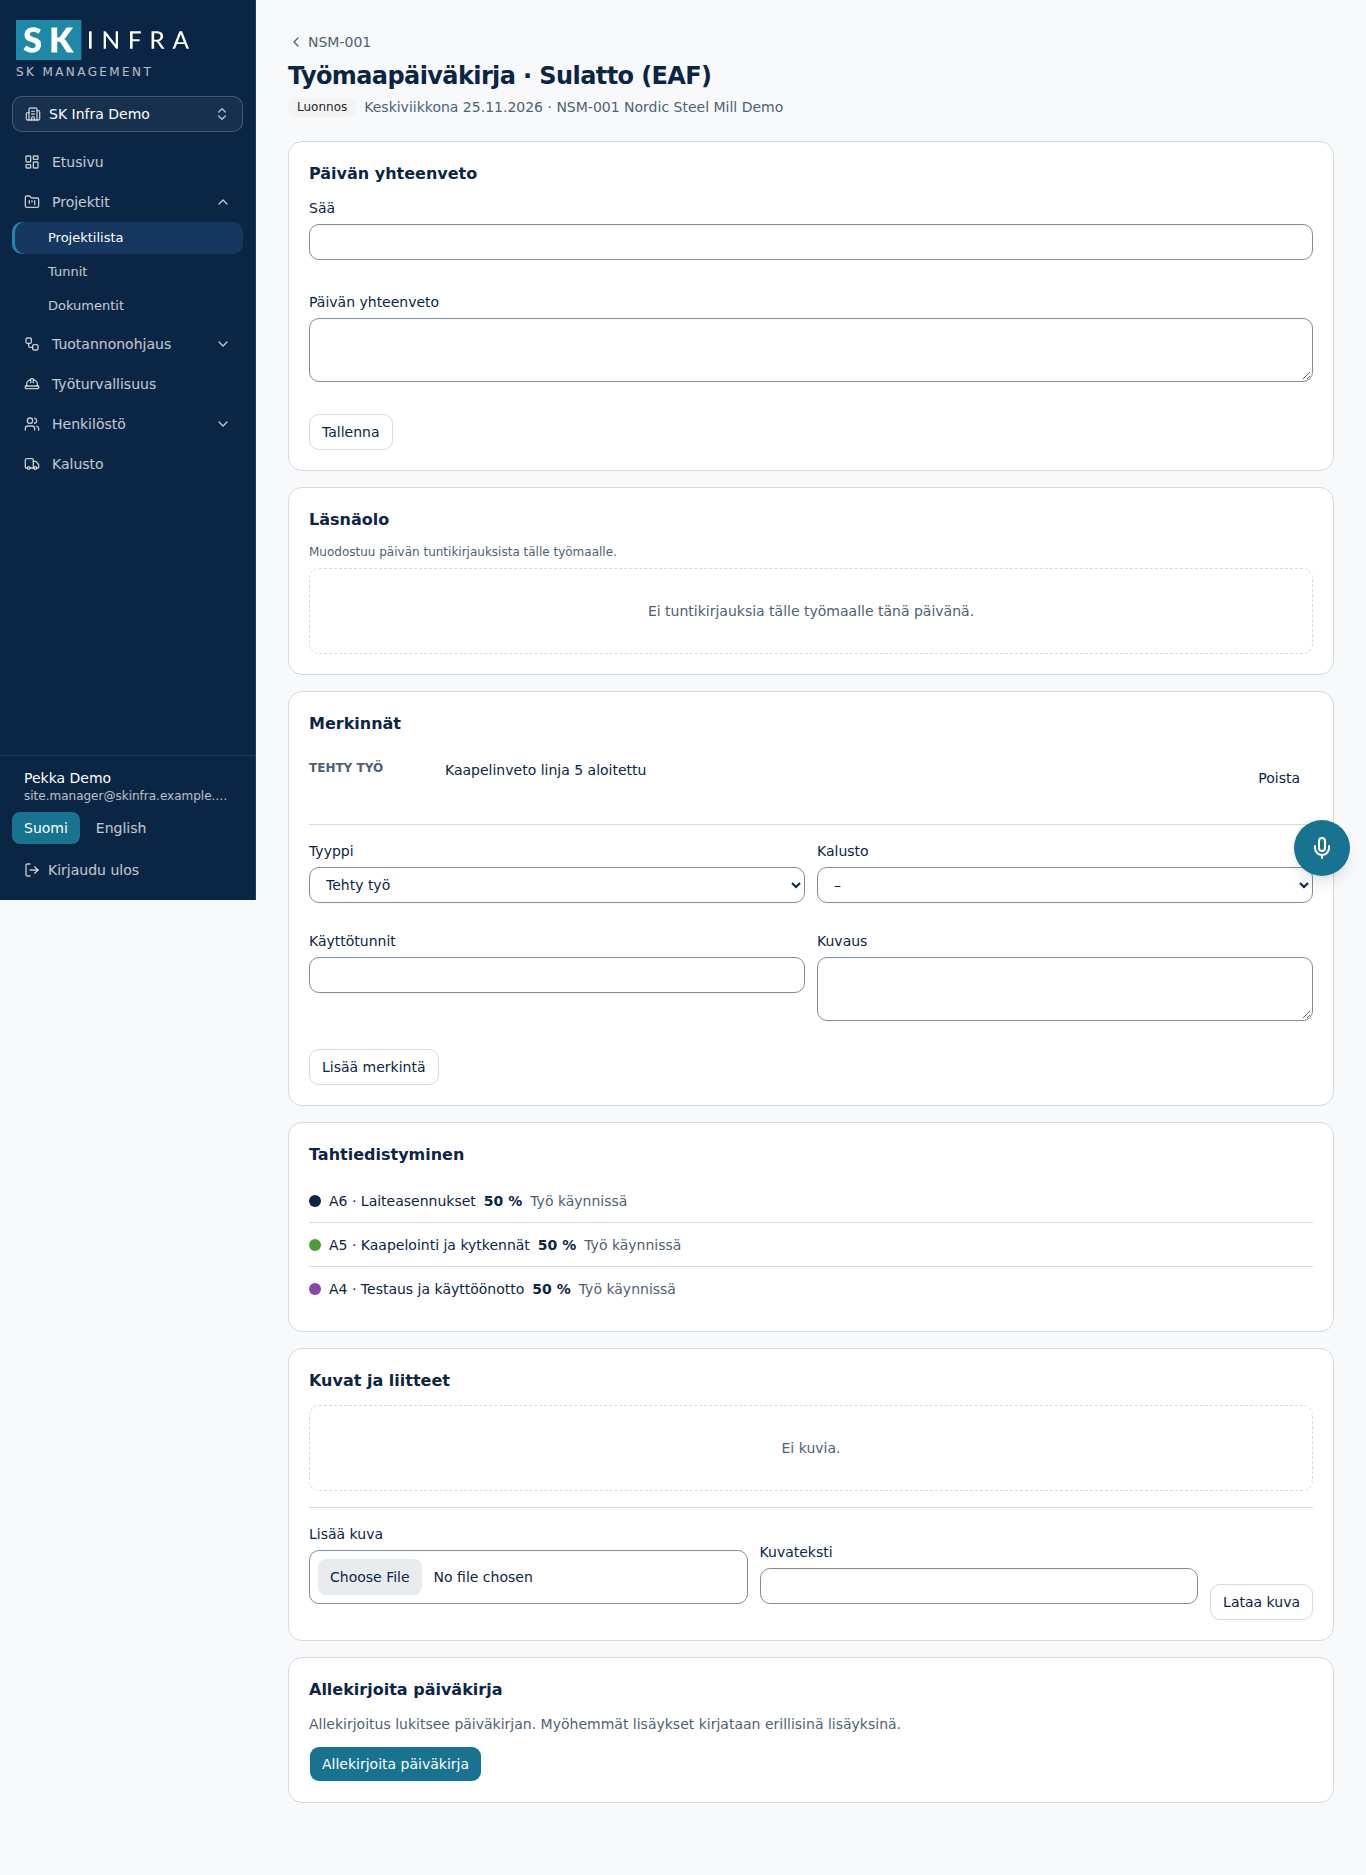 SK INFRA
SK MANAGEMENT
SK Infra Demo
Etusivu
Projektit
Projektilista
Tunnit
Dokumentit
Tuotannonohjaus
Työturvallisuus
Henkilöstö
Kalusto
Pekka Demo
site.manager@skinfra.example....
Suomi English
Kirjaudu ulos
NSM-001
Työmaapäiväkirja · Sulatto (EAF)
Luonnos Keskiviikkona 25.11.2026 · NSM-001 Nordic Steel Mill Demo
Päivän yhteenveto
Sää
Päivän yhteenveto
Tallenna
Läsnäolo
Muodostuu päivän tuntikirjauksista tälle työmaalle.
Ei tuntikirjauksia tälle työmaalle tänä päivänä.
Merkinnät
TEHTY TYÖ Kaapelinveto linja 5 aloitettu
Poista
Tyyppi Kalusto
Tehty työ –
Käyttötunnit Kuvaus
Lisää merkintä
Tahtiedistyminen
A6 · Laiteasennukset 50 % Työ käynnissä
A5 · Kaapelointi ja kytkennät 50 % Työ käynnissä
A4 · Testaus ja käyttöönotto 50 % Työ käynnissä
Kuvat ja liitteet
Ei kuvia.
Lisää kuva
Kuvateksti
Choose File No file chosen
Lataa kuva
Allekirjoita päiväkirja
Allekirjoitus lukitsee päiväkirjan. Myöhemmät lisäykset kirjataan erillisinä lisäyksinä.
Allekirjoita päiväkirja